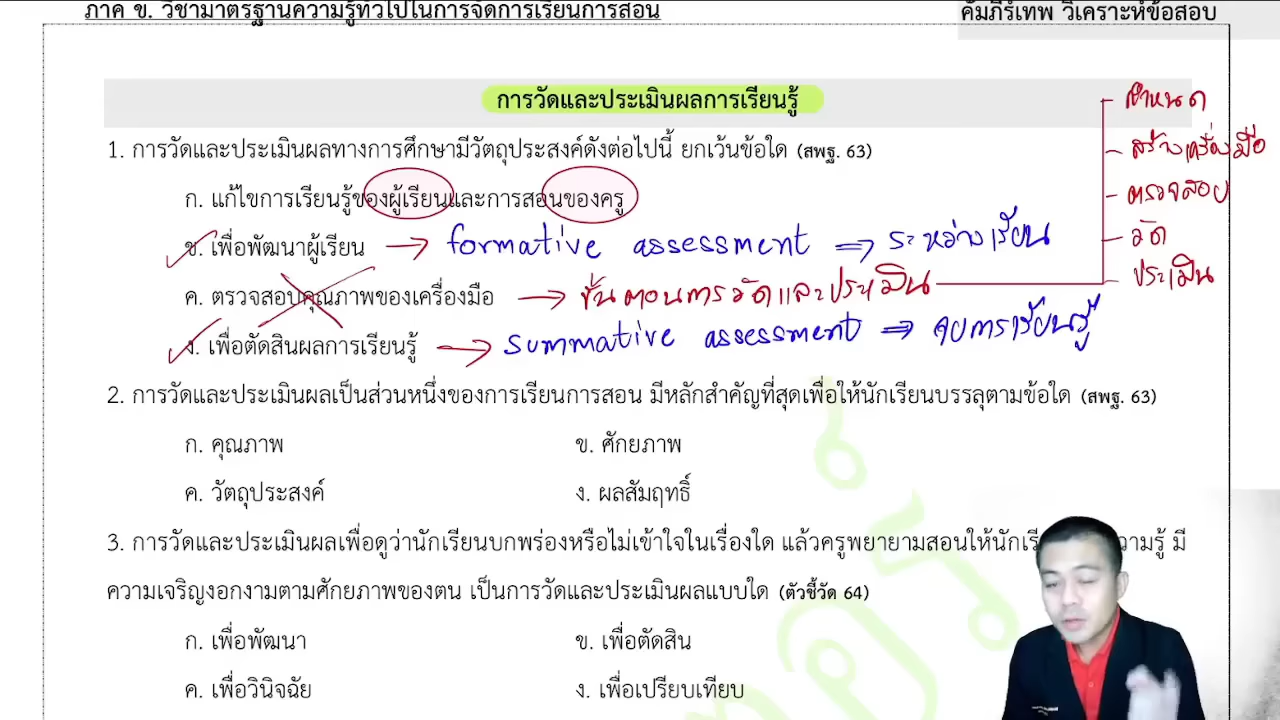 ภาค ข. วิชามาตรฐานความรู้ทั่วไปในการจัดการเรียนการสอน
คัมภีร์เทพ วิเคราะห์ข้อสอบ
การวัดและประเมินผลการเรียนรู้
กำหนด
1. การวัดและประเมินผลทางการศึกษามีวัตถุประสงค์ดังต่อไปนี้ ยกเว้นข้อใด (สพฐ. 63)
สร้างเครื่องมือ
ก. แก้ไขการเรียนรู้ของผู้เรียนและการสอนของครู
ตรวจสอบ
ข. เพื่อพัฒนาผู้เรียน → formative assessment ⇒ ระหว่างเรียน
วัด
ประเมิน
ค. ตรวจสอบคุณภาพของเครื่องมือ → ขั้นตอนการวัดและประเมิน
ง. เพื่อตัดสินผลการเรียนรู้ → summative assessment ⇒ จบการเรียนรู้
2. การวัดและประเมินผลเป็นส่วนหนึ่งของการเรียนการสอน มีหลักสำคัญที่สุดเพื่อให้นักเรียนบรรลุตามข้อใด (สพฐ. 63)
ก. คุณภาพ ข. ศักยภาพ
ค. วัตถุประสงค์ ง. ผลสัมฤทธิ์
3. การวัดและประเมินผลเพื่อดูว่านักเรียนบกพร่องหรือไม่เข้าใจในเรื่องใด แล้วครูพยายามสอนให้นักเรี วามรู้ มี
ความเจริญงอกงามตามศักยภาพของตน เป็นการวัดและประเมินผลแบบใด (ตัวชี้วัด 64)
ก. เพื่อพัฒนา ข. เพื่อตัดสิน
ค. เพื่อวินิจฉัย ง. เพื่อเปรียบเทียบ